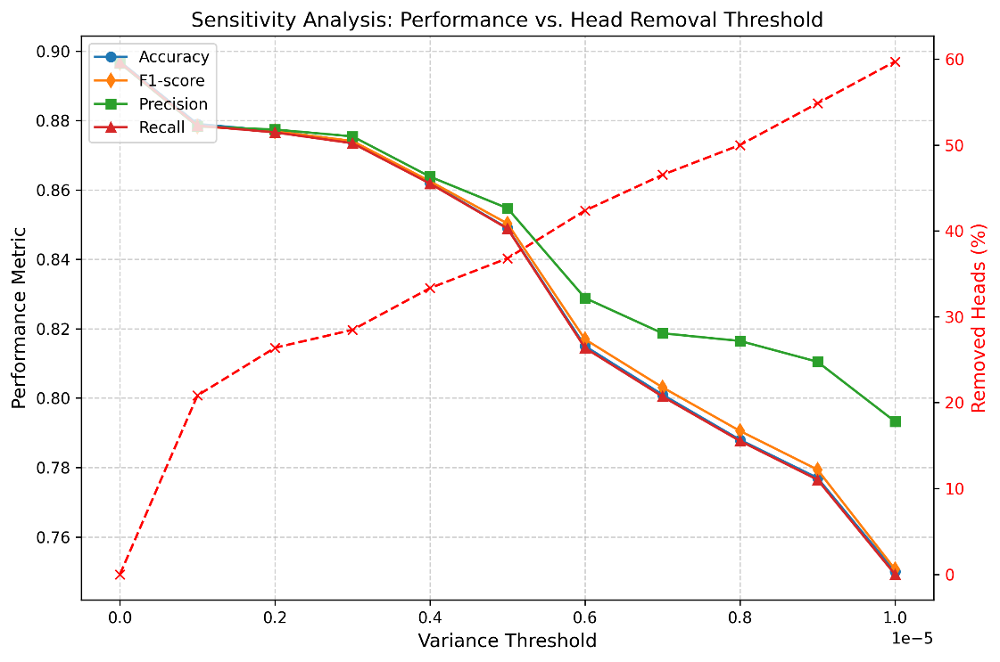 Sensitivity Analysis: Performance vs. Head Removal Threshold
Accuracy
F1-score
Precision
Recall
Performance Metric
0.90
0.88
0.86
0.84
0.82
0.80
0.78
0.76
60
50
40
30
20
10
0
Removed Heads (%)
0.0 0.2 0.4 0.6 0.8 1.0
1e−5
Variance Threshold